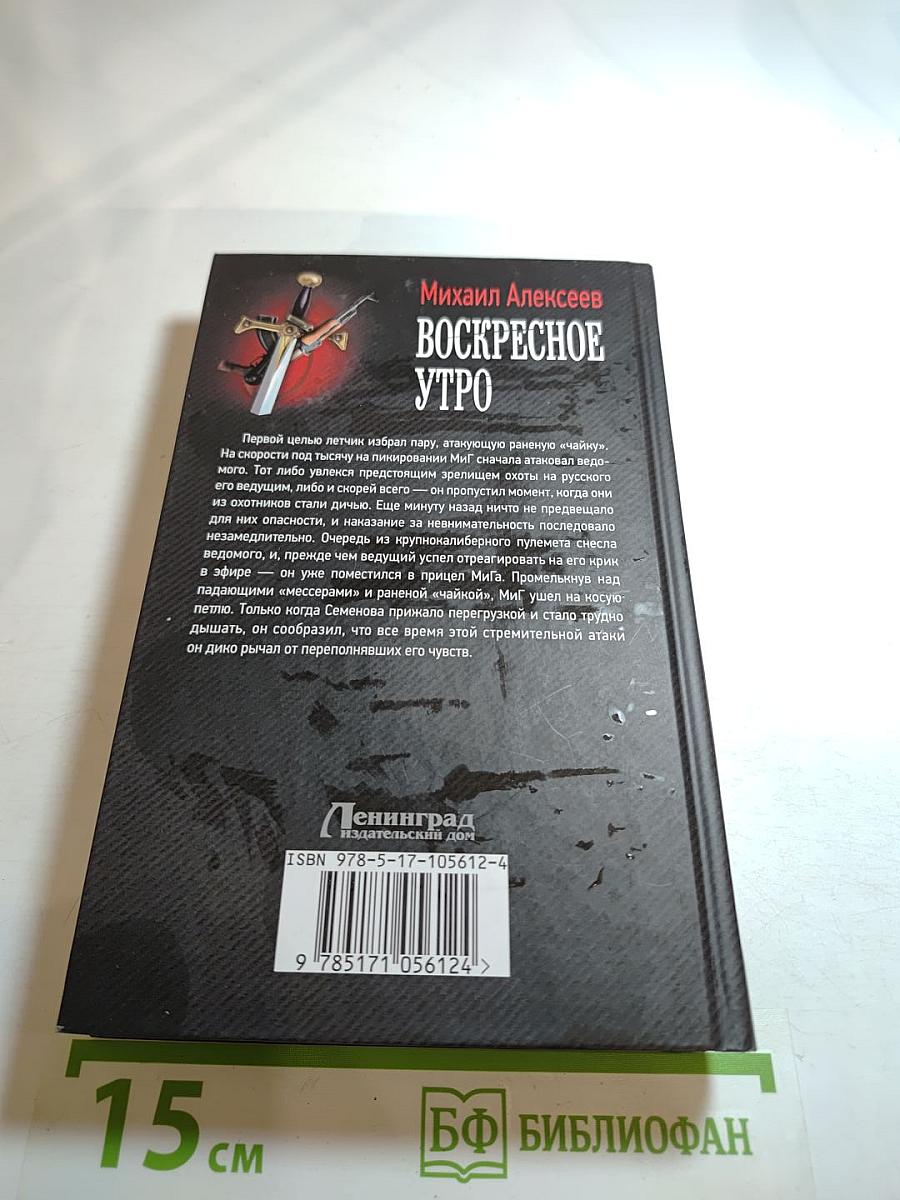 Михаил Алексеев
ВОСКРЕСНОЕ
УТРО
Первой целью летчик избрал пару, атакующую раненую «чайку».
На скорости под тысячу на пикировании МиГ сначала атаковал ведо-
мого. Тот либо увлекся предстоящим зрелищем охоты на русского
его ведущим, либо и скорей всего — он пропустил момент, когда они
из охотников стали дичью. Еще минуту назад ничто не предвещало
для них опасности, и наказание за невнимательность последовало
незамедлительно. Очередь из крупнокалиберного пулемета снесла
ведомого, и, прежде чем ведущий успел отреагировать на его крик
в эфире — он уже поместился в прицел МиГа. Промелькнув над
падающими «мессерами» и раненой «чайкой», МиГ ушел на косую
петлю. Только когда Семенова прижало перегрузкой и стало трудно
дышать, он сообразил, что все время этой стремительной атаки
он дико рычал от переполнявших его чувств.
Ленинград
издательский дом
ISBN 978-5-17-105612-4
9 785171 056124 >
15 см
БФ БИБЛИОФАН